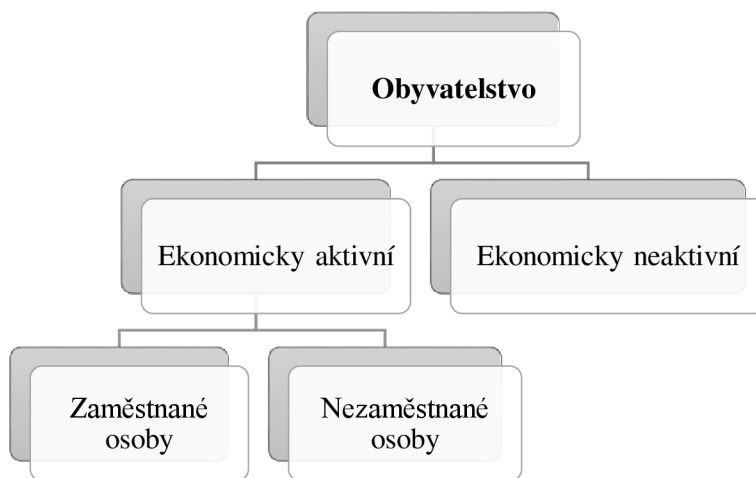 Obyvatelstvo
Ekonomicky aktivní
Ekonomicky neaktivní
Zaměstnané
osoby
Nezaměstnané
osoby